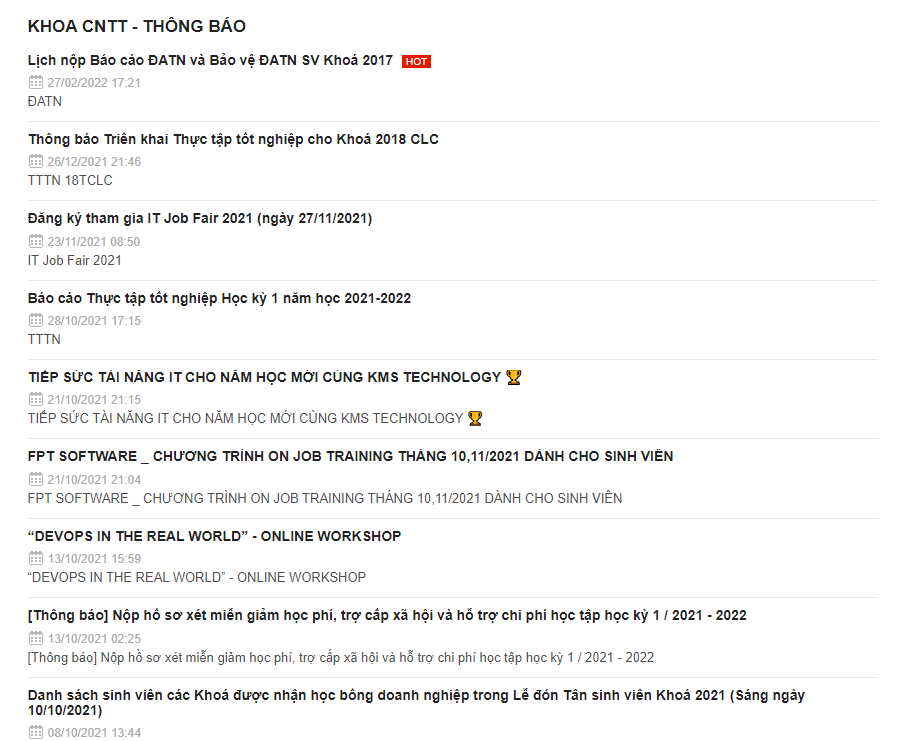 KHOA CNTT - THÔNG BÁO
Lịch nộp Báo cáo ĐATN và Bảo vệ ĐATN SV Khoá 2017 HOT
27/02/2022 17:21
ĐATN
Thông báo Triển khai Thực tập tốt nghiệp cho Khoá 2018 CLC
26/12/2021 21:46
TTTN 18TCLC
Đăng ký tham gia IT Job Fair 2021 (ngày 27/11/2021)
23/11/2021 08:50
IT Job Fair 2021
Báo cáo Thực tập tốt nghiệp Học kỳ 1 năm học 2021-2022
28/10/2021 17:15
TTTN
TIẾP SỨC TÀI NĂNG IT CHO NĂM HỌC MỚI CÙNG KMS TECHNOLOGY 🏆
21/10/2021 21:15
TIẾP SỨC TÀI NĂNG IT CHO NĂM HỌC MỚI CÙNG KMS TECHNOLOGY 🏆
FPT SOFTWARE _ CHƯƠNG TRÌNH ON JOB TRAINING THÁNG 10,11/2021 DÀNH CHO SINH VIÊN
21/10/2021 21:04
FPT SOFTWARE _ CHƯƠNG TRÌNH ON JOB TRAINING THÁNG 10,11/2021 DÀNH CHO SINH VIÊN
“DEVOPS IN THE REAL WORLD” - ONLINE WORKSHOP
13/10/2021 15:59
“DEVOPS IN THE REAL WORLD” - ONLINE WORKSHOP
[Thông báo] Nộp hồ sơ xét miễn giảm học phí, trợ cấp xã hội và hỗ trợ chi phí học tập học kỳ 1 / 2021 - 2022
13/10/2021 02:25
[Thông báo] Nộp hồ sơ xét miễn giảm học phí, trợ cấp xã hội và hỗ trợ chi phí học tập học kỳ 1 / 2021 - 2022
Danh sách sinh viên các Khoá được nhận học bổng doanh nghiệp trong Lễ đón Tân sinh viên Khoá 2021 (Sáng ngày
10/10/2021)
08/10/2021 13:44